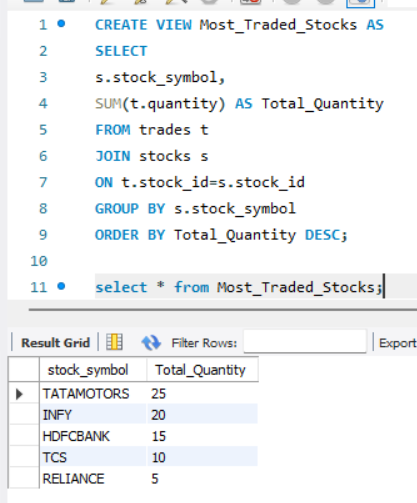 1 CREATE VIEW Most_Traded_Stocks AS
2 SELECT
3 s.stock_symbol,
4 SUM(t.quantity) AS Total_Quantity
5 FROM trades t
6 JOIN stocks s
7 ON t.stock_id=s.stock_id
8 GROUP BY s.stock_symbol
9 ORDER BY Total_Quantity DESC;
10
11 select * from Most_Traded_Stocks;
Result Grid Filter Rows: Export
stock_symbol Total_Quantity
TATAMOTORS 25
INFY 20
HDFCBANK 15
TCS 10
RELIANCE 5